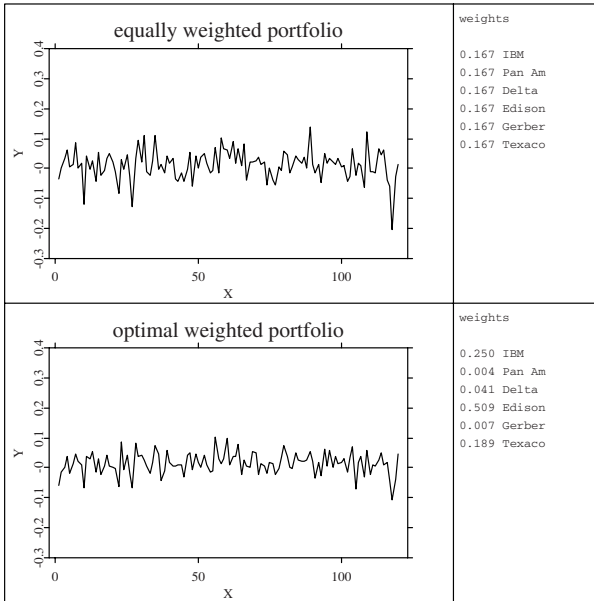 equally weighted portfolio
0.4
0.3
0.2
0.1
-0
-0.1
-0.2
-0.3
Y
0
50
100
X
weights
0.167 IBM
0.167 Pan Am
0.167 Delta
0.167 Edison
0.167 Gerber
0.167 Texaco
optimal weighted portfolio
0.4
0.3
0.2
0.1
-0
-0.1
-0.2
-0.3
Y
0
50
100
X
weights
0.250 IBM
0.004 Pan Am
0.041 Delta
0.509 Edison
0.007 Gerber
0.189 Texaco